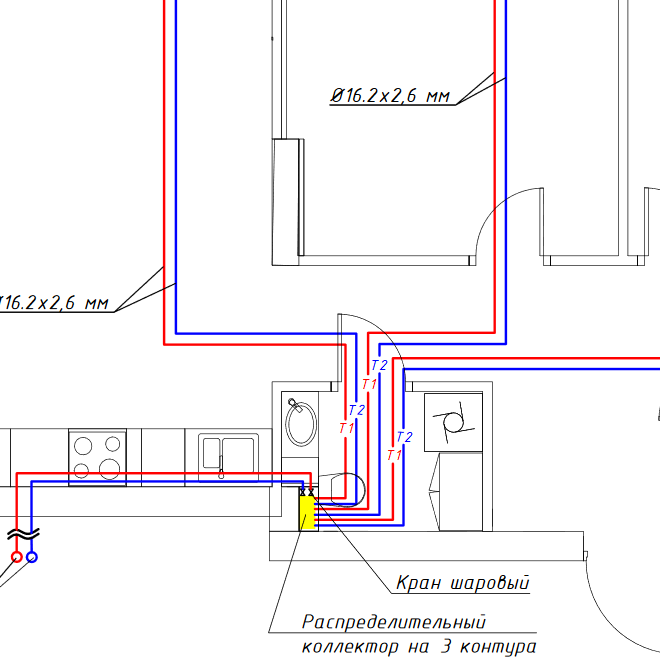 Ø16.2x2,6 мм
Ø16.2x2,6 мм
T2
T1
T2
T1
T2
T1
Кран шаровый
Распределительный
коллектор на 3 контура